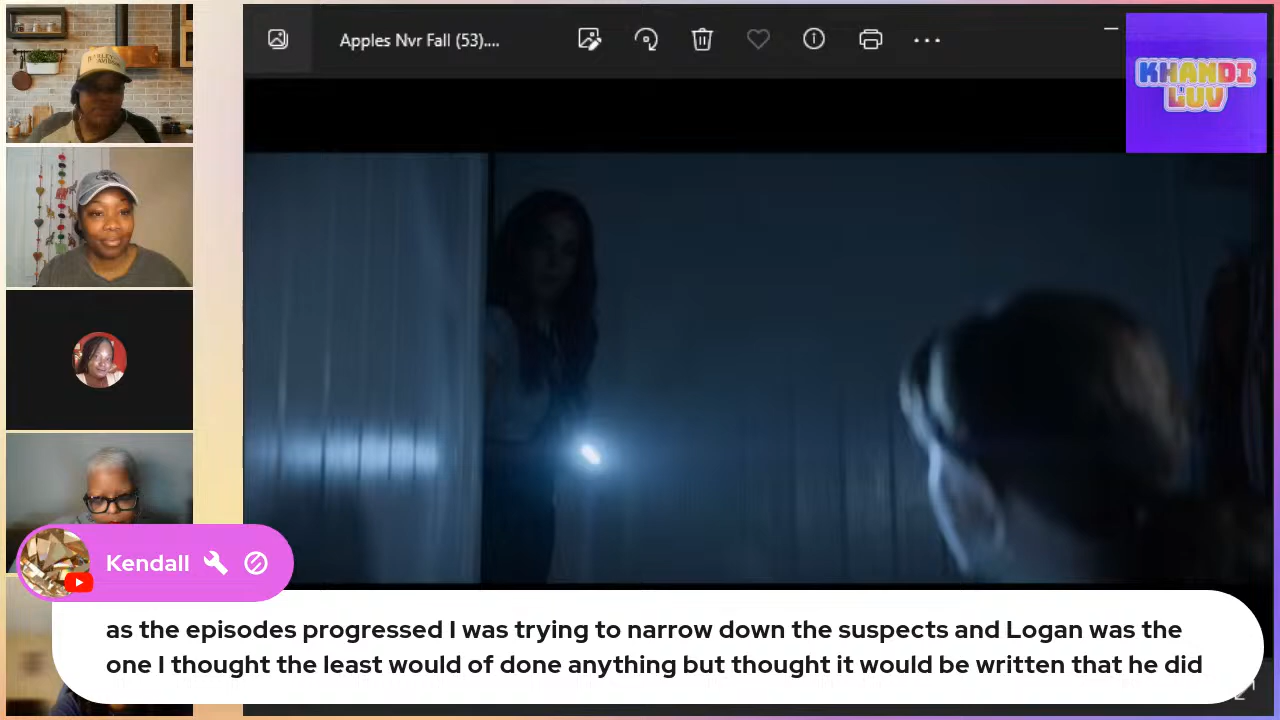 Apples Nvr Fall (53)....
KHANDI
LUV
Kendall
as the episodes progressed I was trying to narrow down the suspects and Logan was the
one I thought the least would of done anything but thought it would be written that he did